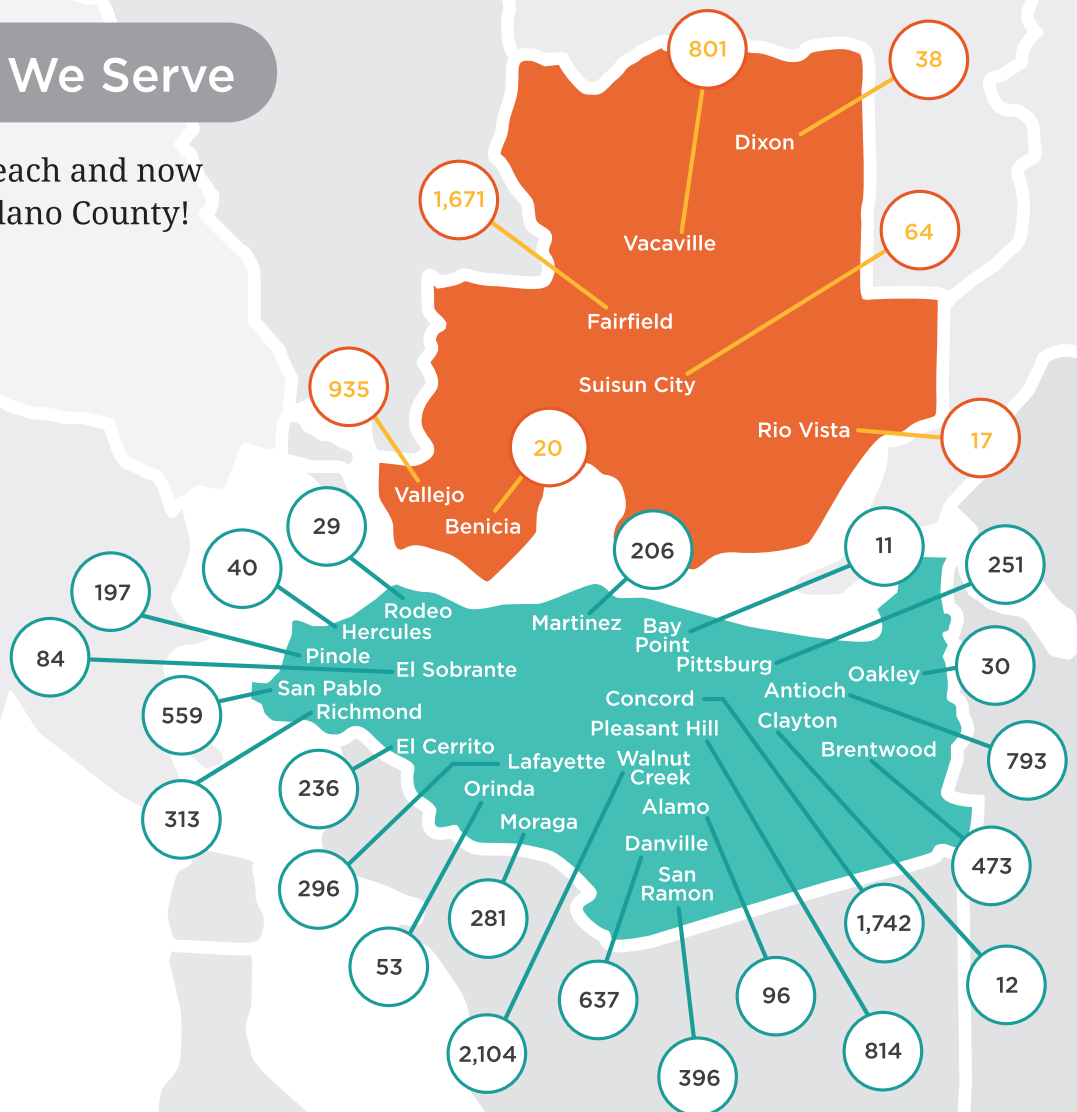 We Serve
each and now
lano County!
801
38
Dixon
1,671
64
Vacaville
Fairfield
935
Suisun City
Rio Vista
17
20
Vallejo
Benicia
29
206
11
251
40
197
Rodeo
Hercules
Martinez
Bay
Point
84
Pinole
El Sobrante
Pittsburg
Oakley
30
San Pablo
Concord
Antioch
559
Richmond
Pleasant Hill
Clayton
El Cerrito
Brentwood
Lafayette
Walnut
Creek
793
236
Orinda
313
Alamo
Moraga
Danville
473
San
Ramon
296
281
1,742
53
12
637
96
2,104
814
396